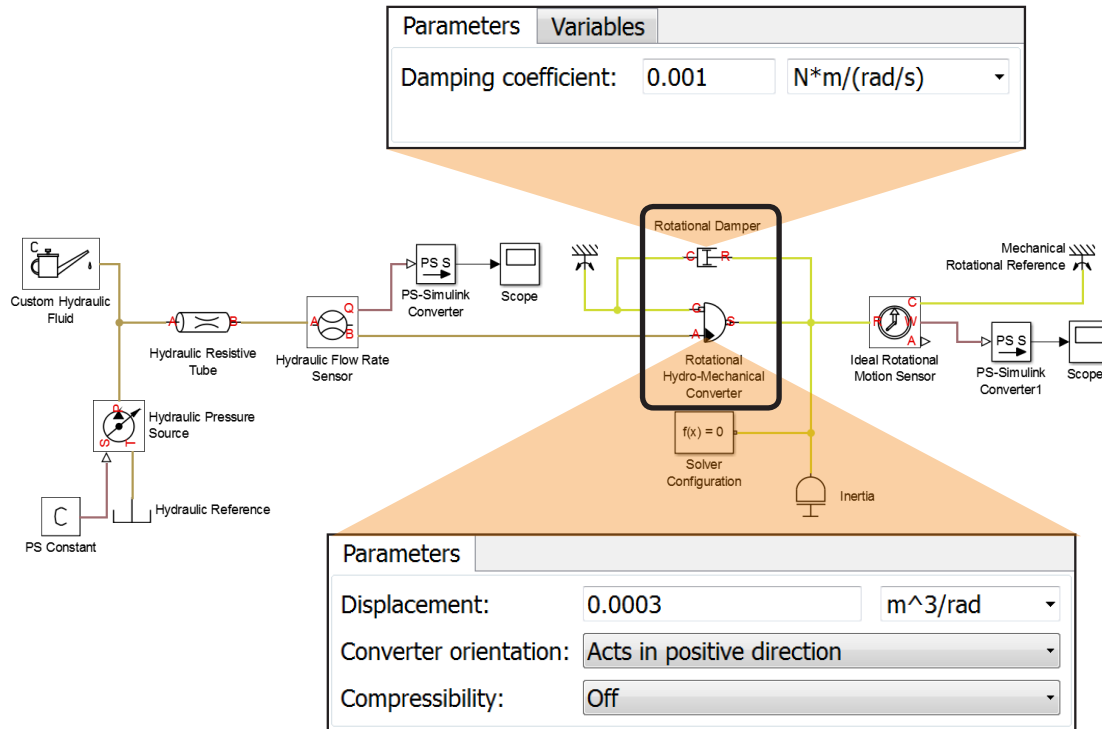 Parameters Variables
Damping coefficient: 0.001 N*m/(rad/s)
Rotational Damper
C R
C
Custom Hydraulic
Fluid
PS S
PS-Simulink
Converter
Scope
Mechanical
Rotational Reference
A B
Hydraulic Resistive
Tube
A Q
B
Hydraulic Flow Rate
Sensor
C
A S
Rotational
Hydro-Mechanical
Converter
R C
W
A
Ideal Rotational
Motion Sensor
PS S
PS-Simulink
Converter1
Scope
P
S T
Hydraulic Pressure
Source
f(x) = 0
Solver
Configuration
Inertia
C
PS Constant
Hydraulic Reference
Parameters
Displacement: 0.0003 m^3/rad
Converter orientation: Acts in positive direction
Compressibility: Off